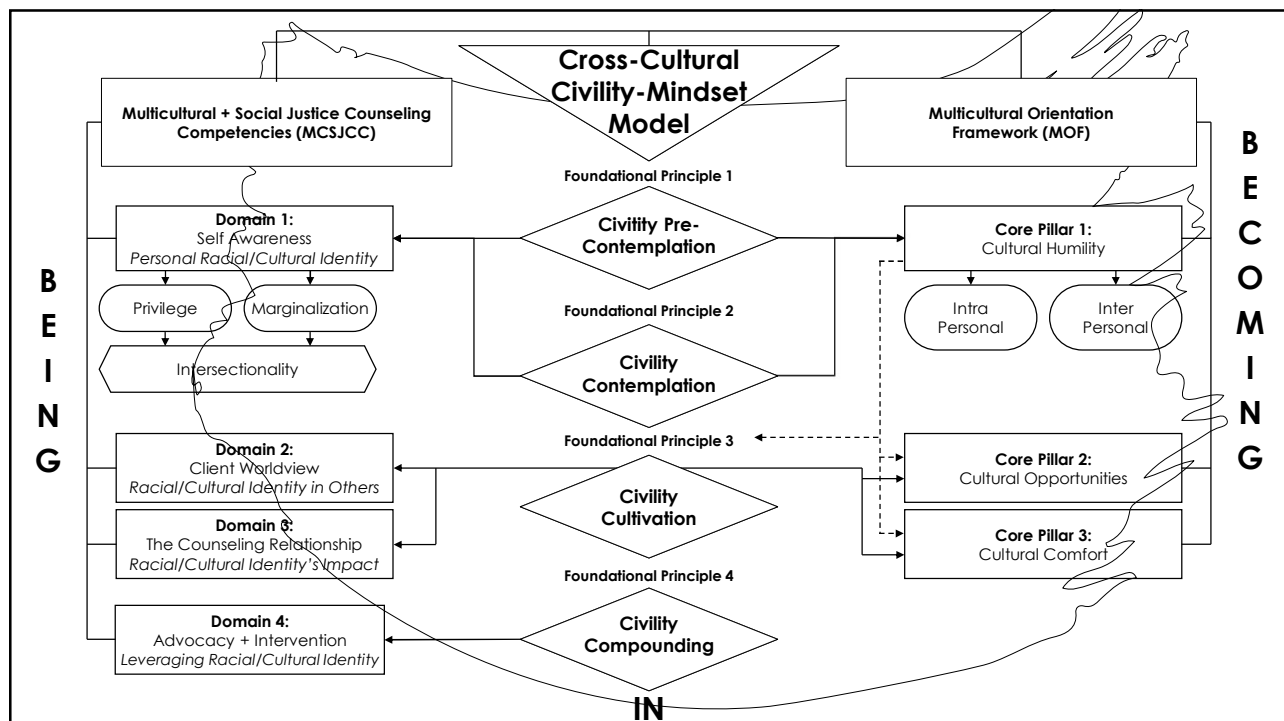 Cross-Cultural
Civility-Mindset
Model
Multicultural + Social Justice Counseling
Competencies (MCSJCC)
Multicultural Orientation
Framework (MOF)
BEING
BECOMING
Foundational Principle 1
Civitity Pre-
Contemplation
Domain 1:
Self Awareness
Personal Racial/Cultural Identity
Core Pillar 1:
Cultural Humility
Privilege
Marginalization
Intersectionality
Intra
Personal
Inter
Personal
Foundational Principle 2
Civility
Contemplation
Foundational Principle 3
Civility
Cultivation
Domain 2:
Client Worldview
Racial/Cultural Identity in Others
Core Pillar 2:
Cultural Opportunities
Domain 3:
The Counseling Relationship
Racial/Cultural Identity's Impact
Core Pillar 3:
Cultural Comfort
Foundational Principle 4
Civility
Compounding
Domain 4:
Advocacy + Intervention
Leveraging Racial/Cultural Identity
IN